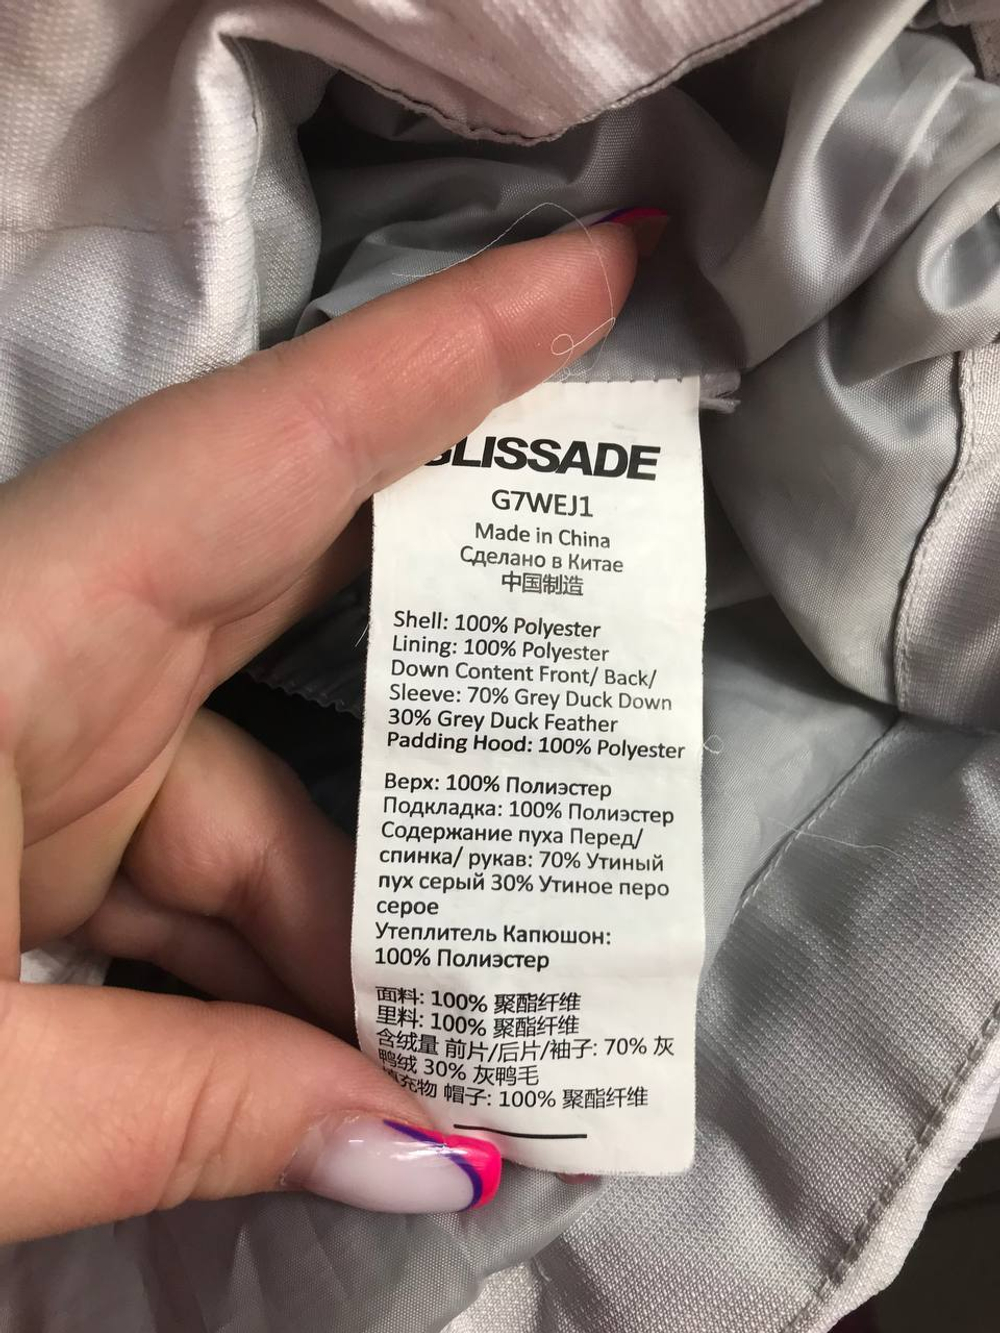 GLISSADE
G7WEJ1
Made in China
Сделано в Китае
中国制造
Shell: 100% Polyester
Lining: 100% Polyester
Down Content Front/ Back/
Sleeve: 70% Grey Duck Down
30% Grey Duck Feather
Padding Hood: 100% Polyester
Верх: 100% Полиэстер
Подкладка: 100% Полиэстер
Содержание пуха Перед/
спинка/ рукав: 70% Утиный
пух серый 30% Утиное перо
серое
Утеплитель Капюшон:
100% Полиэстер
面料: 100% 聚酯纤维
里料: 100% 聚酯纤维
含绒量 前片/后片/袖子: 70% 灰
鸭绒 30% 灰鸭毛
填充物 帽子: 100% 聚酯纤维